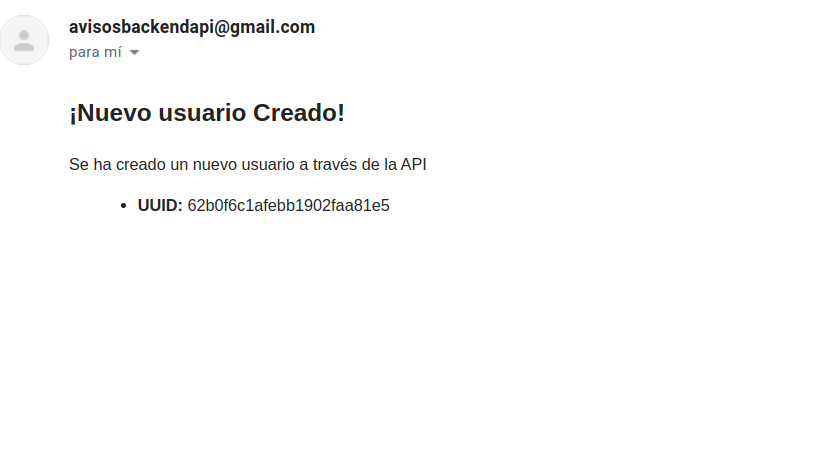 avisosbackendapi@gmail.com
para mí
¡Nuevo usuario Creado!
Se ha creado un nuevo usuario a través de la API
• UUID: 62b0f6c1afebb1902faa81e5